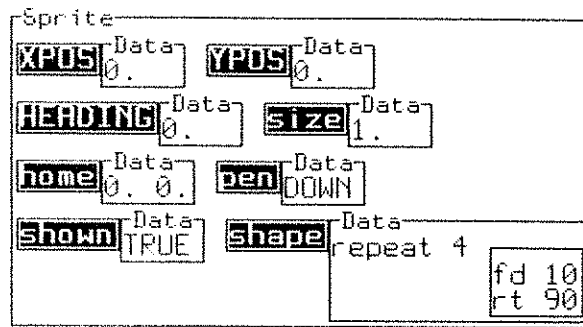 Sprite
Data Data
XPOS 0. YPOS 0.
Data Data
HEADING 0. size 1.
Data Data
home 0. 0. pen DOWN
Data Data
shown TRUE shape repeat 4
fd 10
rt 90